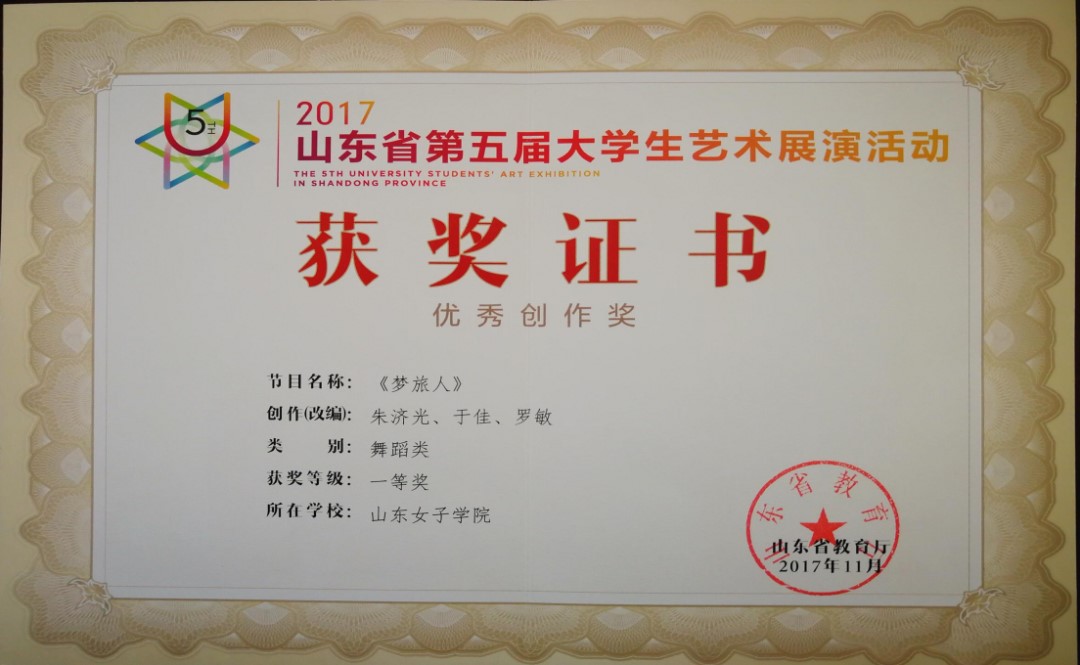 5TH
2017
山东省第五届大学生艺术展演活动
THE 5TH UNIVERSITY STUDENTS' ART EXHIBITION
IN SHANDONG PROVINCE
获奖证书
优秀创作奖
节目名称：《梦旅人》
创作(改编)：朱济光、于佳、罗敏
类别：舞蹈类
获奖等级：一等奖
所在学校：山东女子学院
山东省教育厅
山东省教育厅
2017年11月